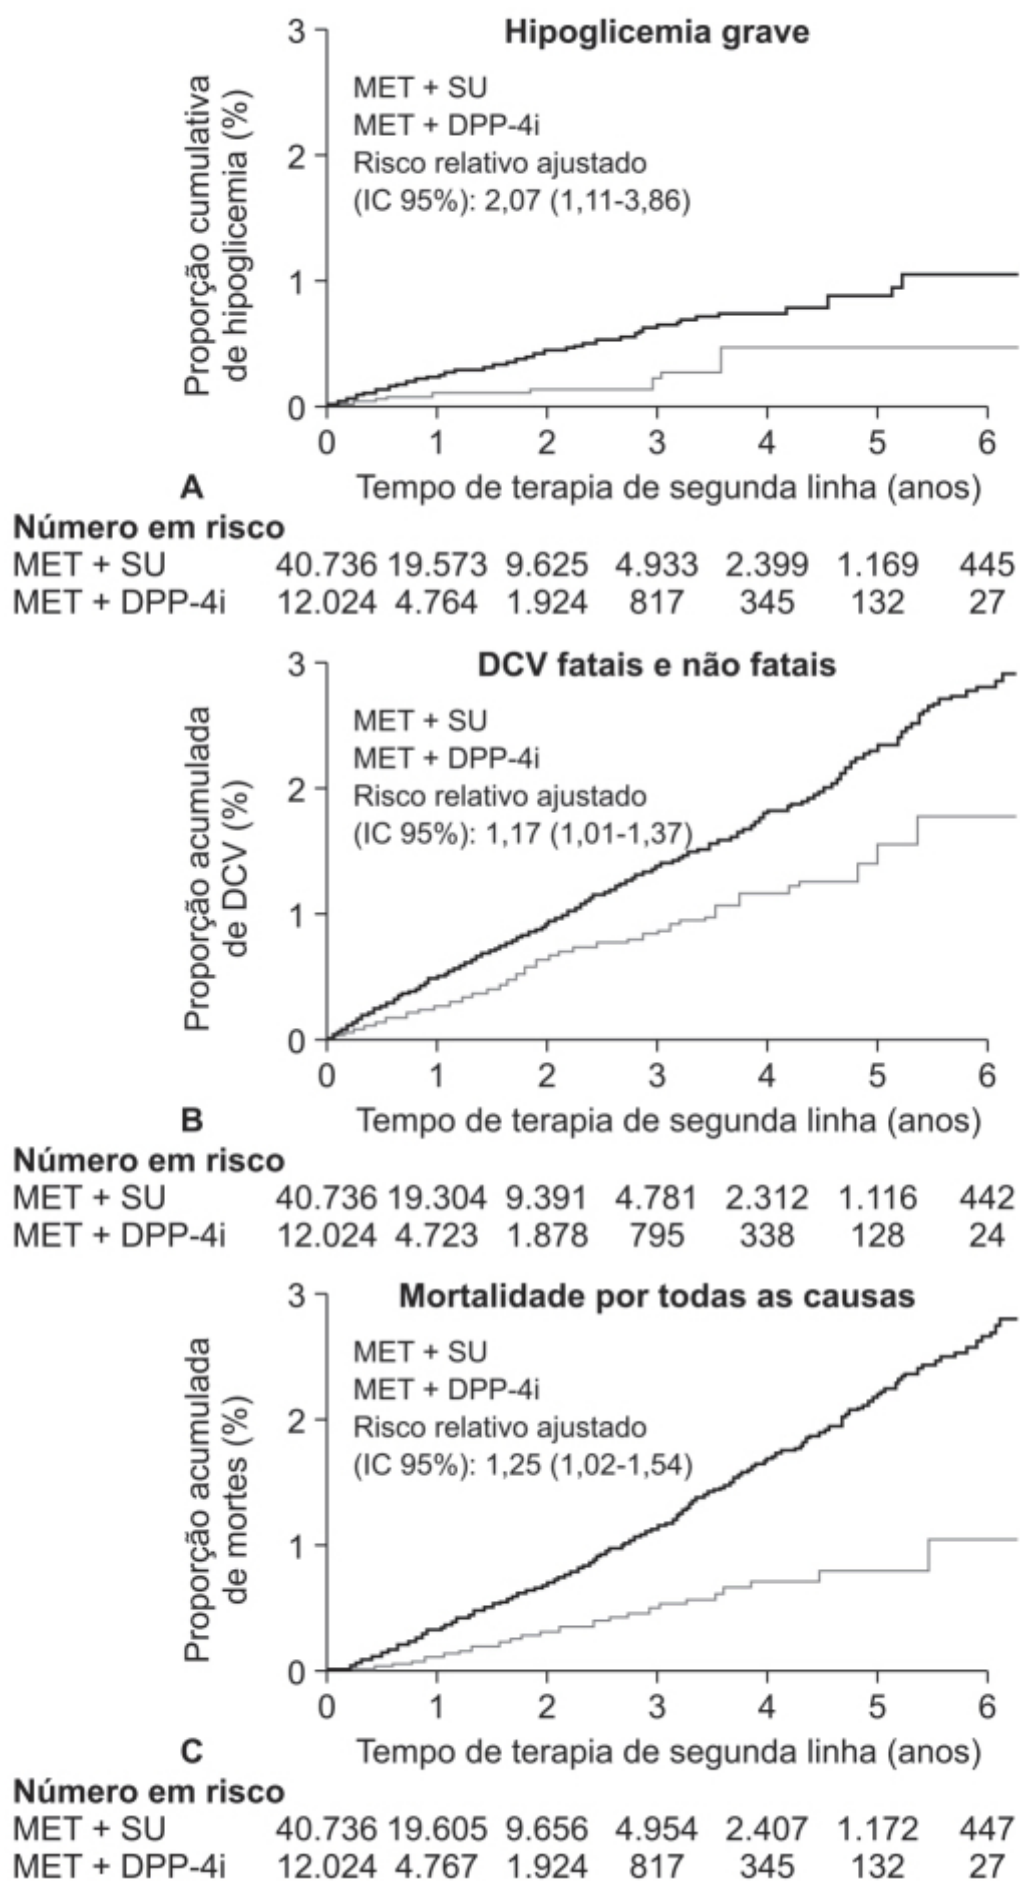 Hipoglicemia grave
Proporção cumulativa
de hipoglicemia (%)
3
2
1
0
MET + SU
MET + DPP-4i
Risco relativo ajustado
(IC 95%): 2,07 (1,11-3,86)
0 1 2 3 4 5 6
A Tempo de terapia de segunda linha (anos)
Número em risco
MET + SU 40.736 19.573 9.625 4.933 2.399 1.169 445
MET + DPP-4i 12.024 4.764 1.924 817 345 132 27
DCV fatais e não fatais
Proporção acumulada
de DCV (%)
3
2
1
0
MET + SU
MET + DPP-4i
Risco relativo ajustado
(IC 95%): 1,17 (1,01-1,37)
0 1 2 3 4 5 6
B Tempo de terapia de segunda linha (anos)
Número em risco
MET + SU 40.736 19.304 9.391 4.781 2.312 1.116 442
MET + DPP-4i 12.024 4.723 1.878 795 338 128 24
Mortalidade por todas as causas
Proporção acumulada
de mortes (%)
3
2
1
0
MET + SU
MET + DPP-4i
Risco relativo ajustado
(IC 95%): 1,25 (1,02-1,54)
0 1 2 3 4 5 6
C Tempo de terapia de segunda linha (anos)
Número em risco
MET + SU 40.736 19.605 9.656 4.954 2.407 1.172 447
MET + DPP-4i 12.024 4.767 1.924 817 345 132 27